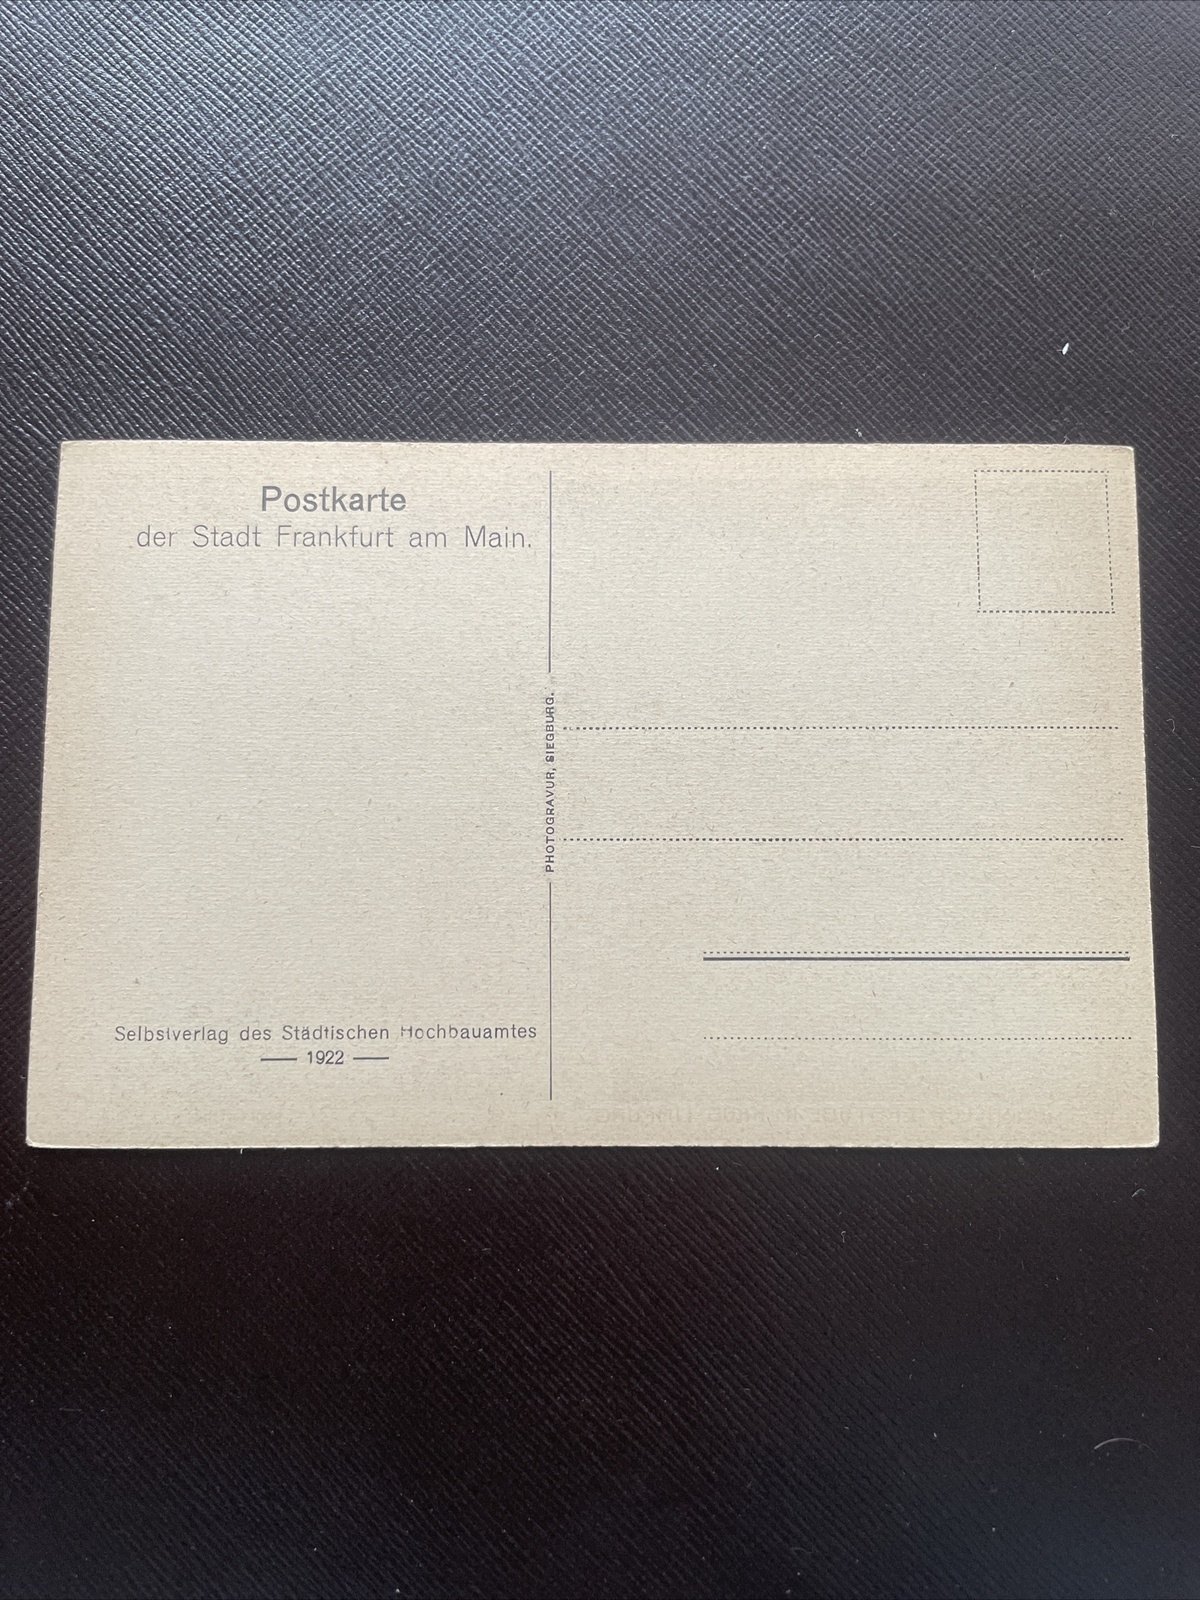 Postkarte
der Stadt Frankfurt am Main.
PHOTOGRAVUR, SIEGBURG.
Selbstverlag des Städtischen Hochbauamtes
— 1922 —